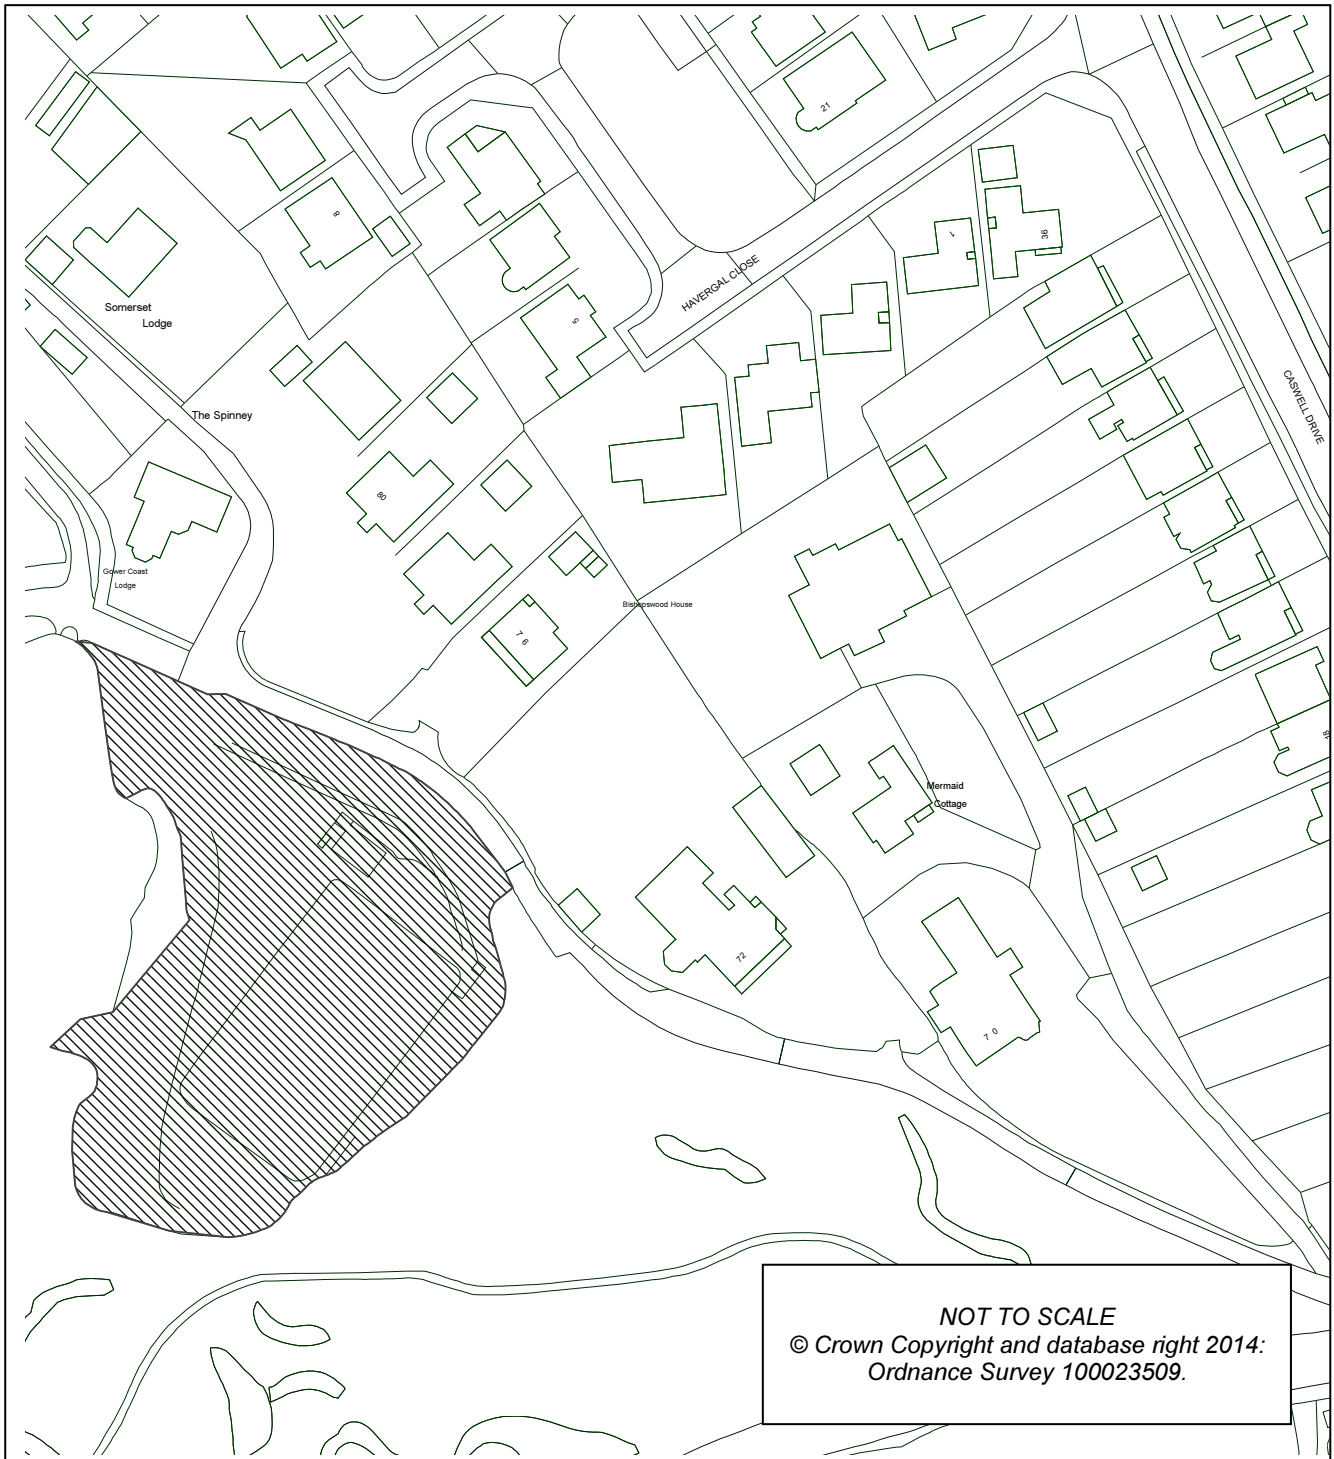 21
8
1
36
HAVERGAL CLOSE
Somerset
Lodge
5
CASWELL DRIVE
The Spinney
80
Gower Coast
Lodge
Bishopswood House
7 6
18
Mermaid
Cottage
72
7 0
NOT TO SCALE
© Crown Copyright and database right 2014:
Ordnance Survey 100023509.